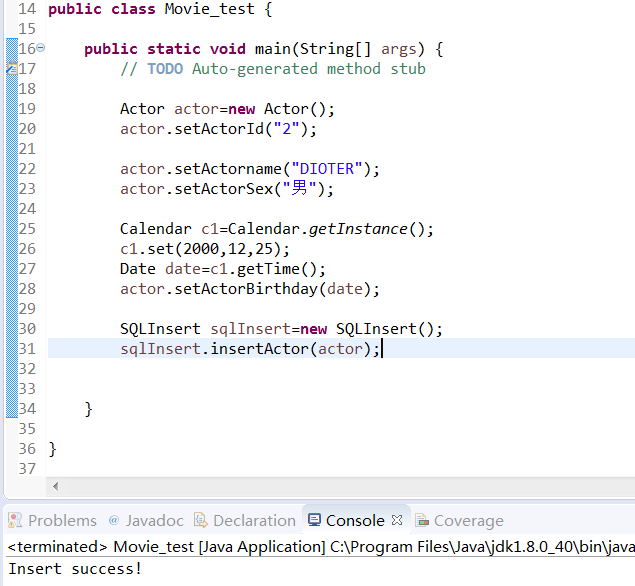 14 public class Movie_test {
15
16 public static void main(String[] args) {
17 // TODO Auto-generated method stub
18
19 Actor actor=new Actor();
20 actor.setActorId("2");
21
22 actor.setActorname("DIOTER");
23 actor.setActorSex("男");
24
25 Calendar c1=Calendar.getInstance();
26 c1.set(2000,12,25);
27 Date date=c1.getTime();
28 actor.setActorBirthday(date);
29
30 SQLInsert sqlInsert=new SQLInsert();
31 sqlInsert.insertActor(actor);
32
33
34 }
35
36 }
37
Problems @ Javadoc Declaration Console Coverage
<terminated> Movie_test [Java Application] C:\Program Files\Java\jdk1.8.0_40\bin\java
Insert success!